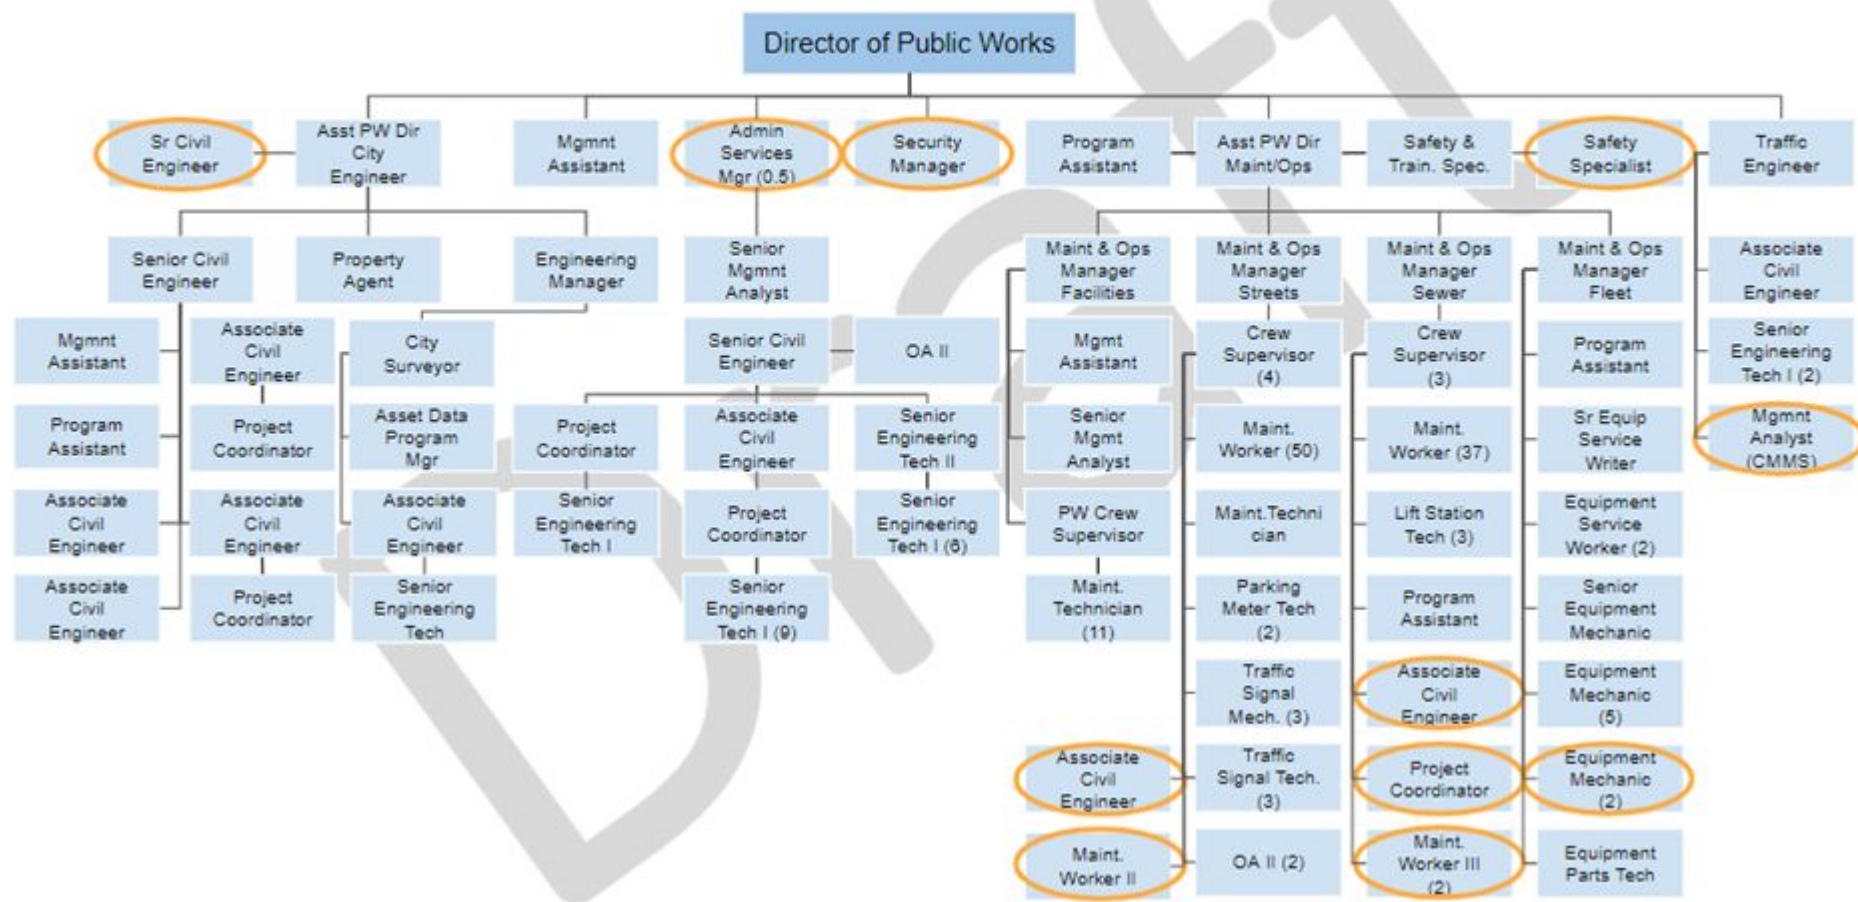 Director of Public Works
Sr Civil
Engineer
Asst PW Dir
City
Engineer
Mgmnt
Assistant
Admin
Services
Mgr (0.5)
Security
Manager
Program
Assistant
Asst PW Dir
Maint/Ops
Safety &
Train. Spec.
Safety
Specialist
Traffic
Engineer
Senior Civil
Engineer
Property
Agent
Engineering
Manager
Senior
Mgmnt
Analyst
Maint & Ops
Manager
Facilities
Maint & Ops
Manager
Streets
Maint & Ops
Manager
Sewer
Maint & Ops
Manager
Fleet
Associate
Civil
Engineer
Mgmnt
Assistant
Associate
Civil
Engineer
City
Surveyor
Senior Civil
Engineer
OA II
Mgmt
Assistant
Crew
Supervisor
(4)
Crew
Supervisor
(3)
Program
Assistant
Senior
Engineering
Tech I (2)
Program
Assistant
Project
Coordinator
Asset Data
Program
Mgr
Project
Coordinator
Associate
Civil
Engineer
Senior
Engineering
Tech II
Senior
Mgmt
Analyst
Maint.
Worker (50)
Maint.
Worker (37)
Sr Equip
Service
Writer
Mgmnt
Analyst
(CMMS)
Associate
Civil
Engineer
Associate
Civil
Engineer
Associate
Civil
Engineer
Senior
Engineering
Tech I
Project
Coordinator
Senior
Engineering
Tech I (6)
PW Crew
Supervisor
Maint.Techni
cian
Lift Station
Tech (3)
Equipment
Service
Worker (2)
Associate
Civil
Engineer
Project
Coordinator
Senior
Engineering
Tech
Senior
Engineering
Tech I (9)
Maint.
Technician
(11)
Parking
Meter Tech
(2)
Program
Assistant
Senior
Equipment
Mechanic
Traffic
Signal
Mech. (3)
Associate
Civil
Engineer
Equipment
Mechanic
(5)
Associate
Civil
Engineer
Traffic
Signal Tech.
(3)
Project
Coordinator
Equipment
Mechanic
(2)
Maint.
Worker II
OA II (2)
Maint.
Worker III
(2)
Equipment
Parts Tech
Draft